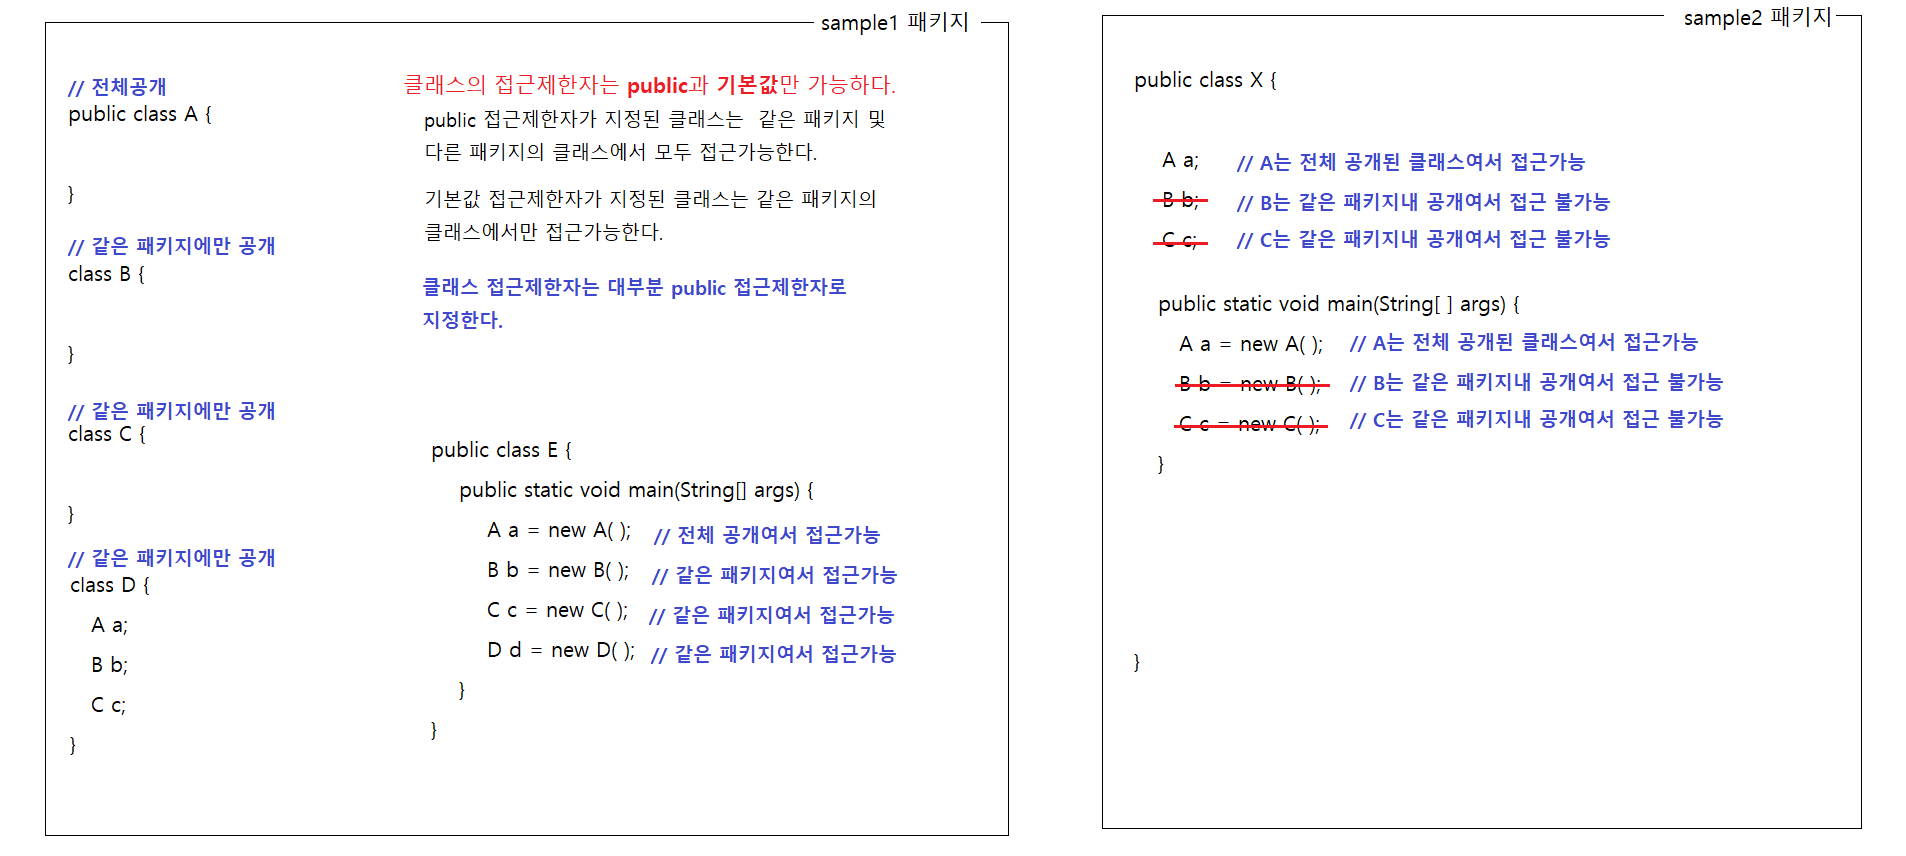 sample1 패키지
// 전체공개
public class A {
}
// 같은 패키지에만 공개
class B {
}
// 같은 패키지에만 공개
class C {
}
// 같은 패키지에만 공개
class D {
A a;
B b;
C c;
}
클래스의 접근제한자는 public과 기본값만 가능하다.
public 접근제한자가 지정된 클래스는  같은 패키지 및
다른 패키지의 클래스에서 모두 접근가능한다.
기본값 접근제한자가 지정된 클래스는 같은 패키지의
클래스에서만 접근가능한다.
클래스 접근제한자는 대부분 public 접근제한자로
지정한다.
public class E {
public static void main(String[] args) {
A a = new A( ); // 전체 공개여서 접근가능
B b = new B( ); // 같은 패키지여서 접근가능
C c = new C( ); // 같은 패키지여서 접근가능
D d = new D( ); // 같은 패키지여서 접근가능
}
}
sample2 패키지
public class X {
A a; // A는 전체 공개된 클래스여서 접근가능
B b; // B는 같은 패키지내 공개여서 접근 불가능
C c; // C는 같은 패키지내 공개여서 접근 불가능
public static void main(String[ ] args) {
A a = new A( ); // A는 전체 공개된 클래스여서 접근가능
B b = new B( ); // B는 같은 패키지내 공개여서 접근 불가능
C c = new C( ); // C는 같은 패키지내 공개여서 접근 불가능
}
}